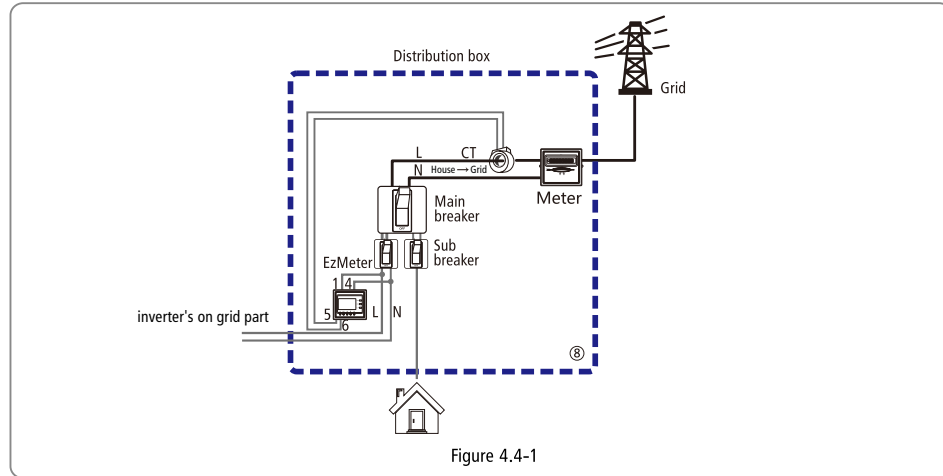 Distribution box
Grid
L
CT
N
House → Grid
Meter
OFF
Main
breaker
Sub
breaker
EzMeter
1 4
5
6
L N
inverter's on grid part
⑧
Figure 4.4-1